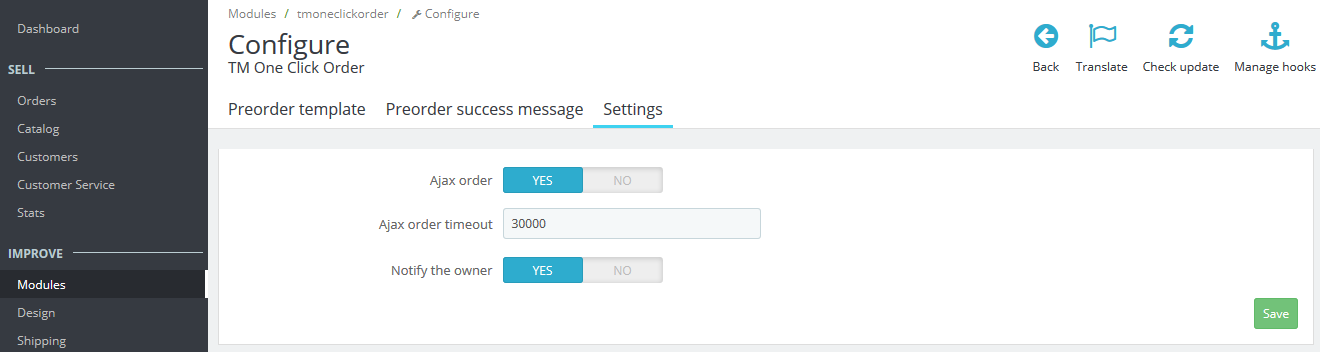 Dashboard
SELL
Orders
Catalog
Customers
Customer Service
Stats
IMPROVE
Modules
Design
Shipping
Modules / tmoneclickorder / Configure
Configure
TM One Click Order
Back Translate Check update Manage hooks
Preorder template Preorder success message Settings
Ajax order YES NO
Ajax order timeout 30000
Notify the owner YES NO
Save